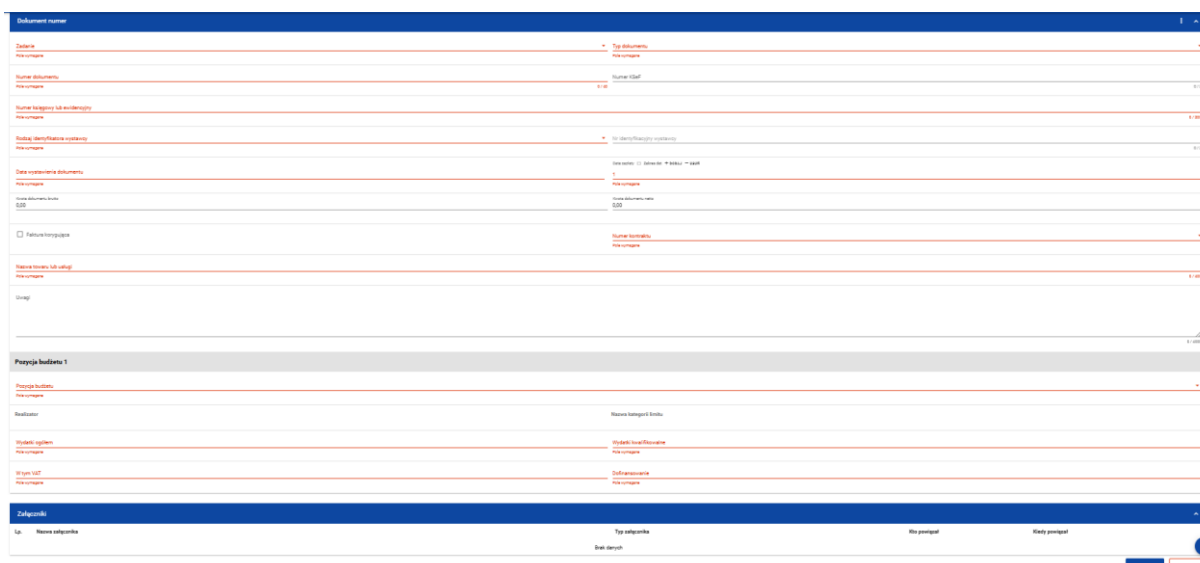 Dokument numer
Zadanie
Typ dokumentu
Pole wymagane
Pole wymagane
Numer dokumentu
Numer KSeF
Pole wymagane
Numer księgowy lub ewidencyjny
Pole wymagane
Rodzaj identyfikatora wystawcy
Nr identyfikacyjny wystawcy
Pole wymagane
Data wystawienia dokumentu
1
Pole wymagane
Pole wymagane
Kwota dokumentu brutto
Kwota dokumentu netto
0,00
0,00
Faktura korygująca
Numer kontraktu
Pole wymagane
Nazwa towaru lub usługi
Pole wymagane
Uwagi
Pozycja budżetu 1
Pozycja budżetu
Pole wymagane
Realizator
Nazwa kategorii limitu
Wydatki ogółem
Wydatki kwalifikowalne
Pole wymagane
Pole wymagane
W tym VAT
Dofinansowanie
Pole wymagane
Pole wymagane
Załączniki
Lp. Nazwa załącznika Typ załącznika Kto powiązał Kiedy powiązał
Brak danych